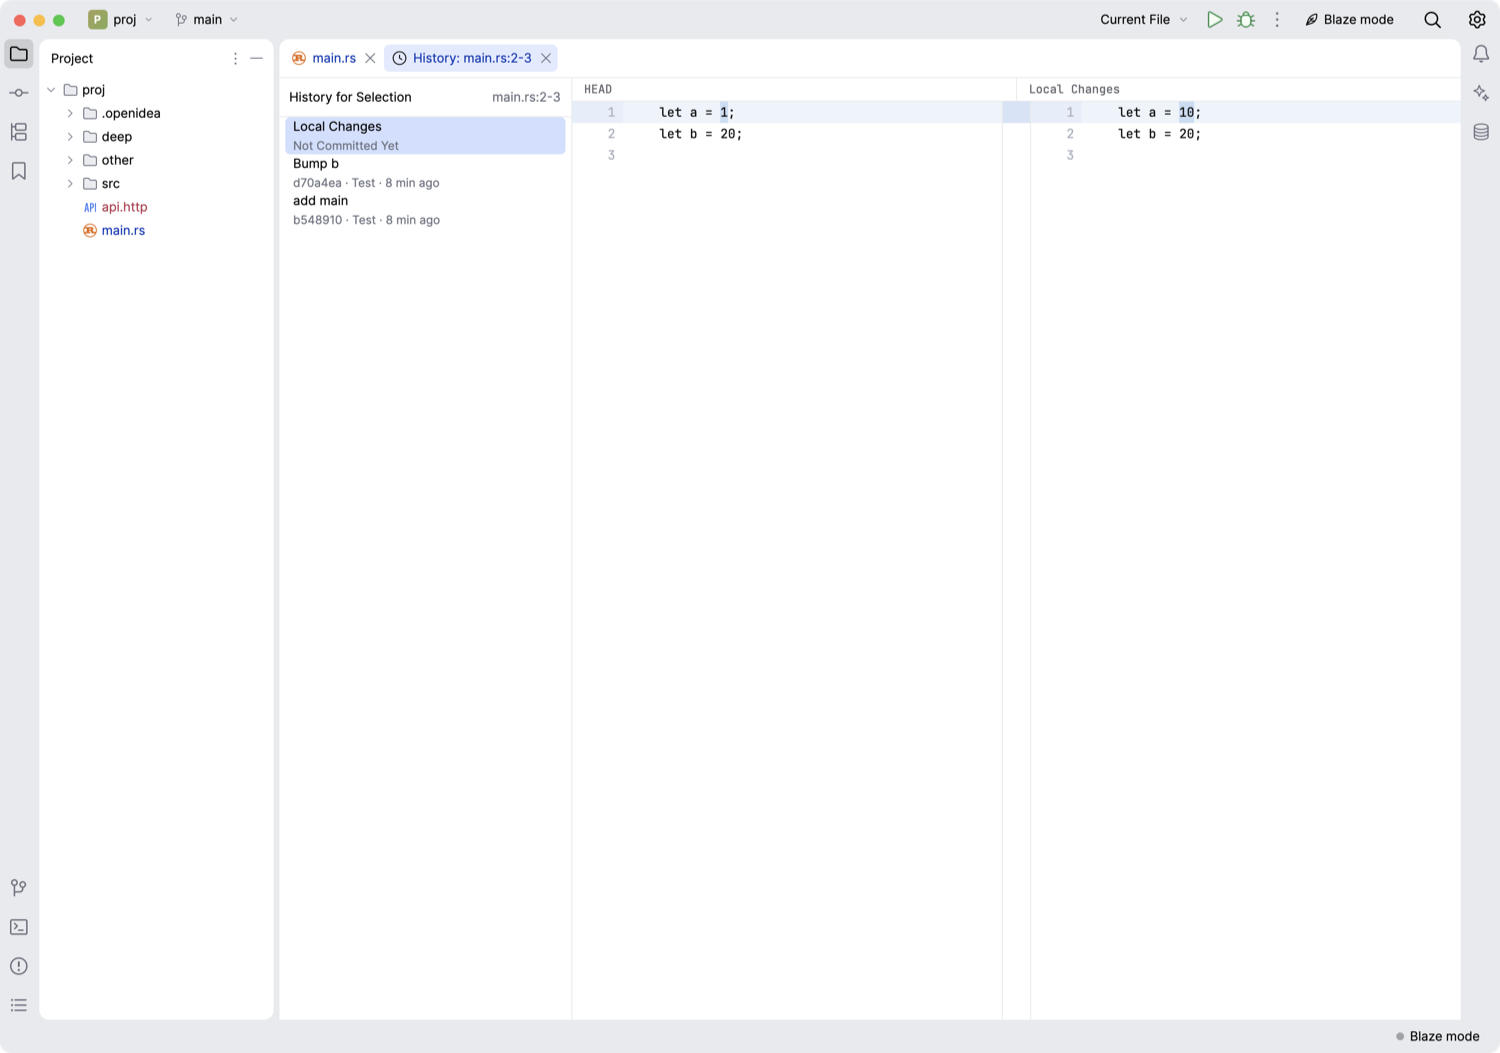 P proj main Current File Blaze mode
Project
main.rs History: main.rs:2-3
proj
.openidea
deep
other
src
API api.http
main.rs
History for Selection main.rs:2-3
Local Changes
Not Committed Yet
Bump b
d70a4ea · Test · 8 min ago
add main
b548910 · Test · 8 min ago
HEAD
1 let a = 1;
2 let b = 20;
3
Local Changes
1 let a = 10;
2 let b = 20;
3
Blaze mode